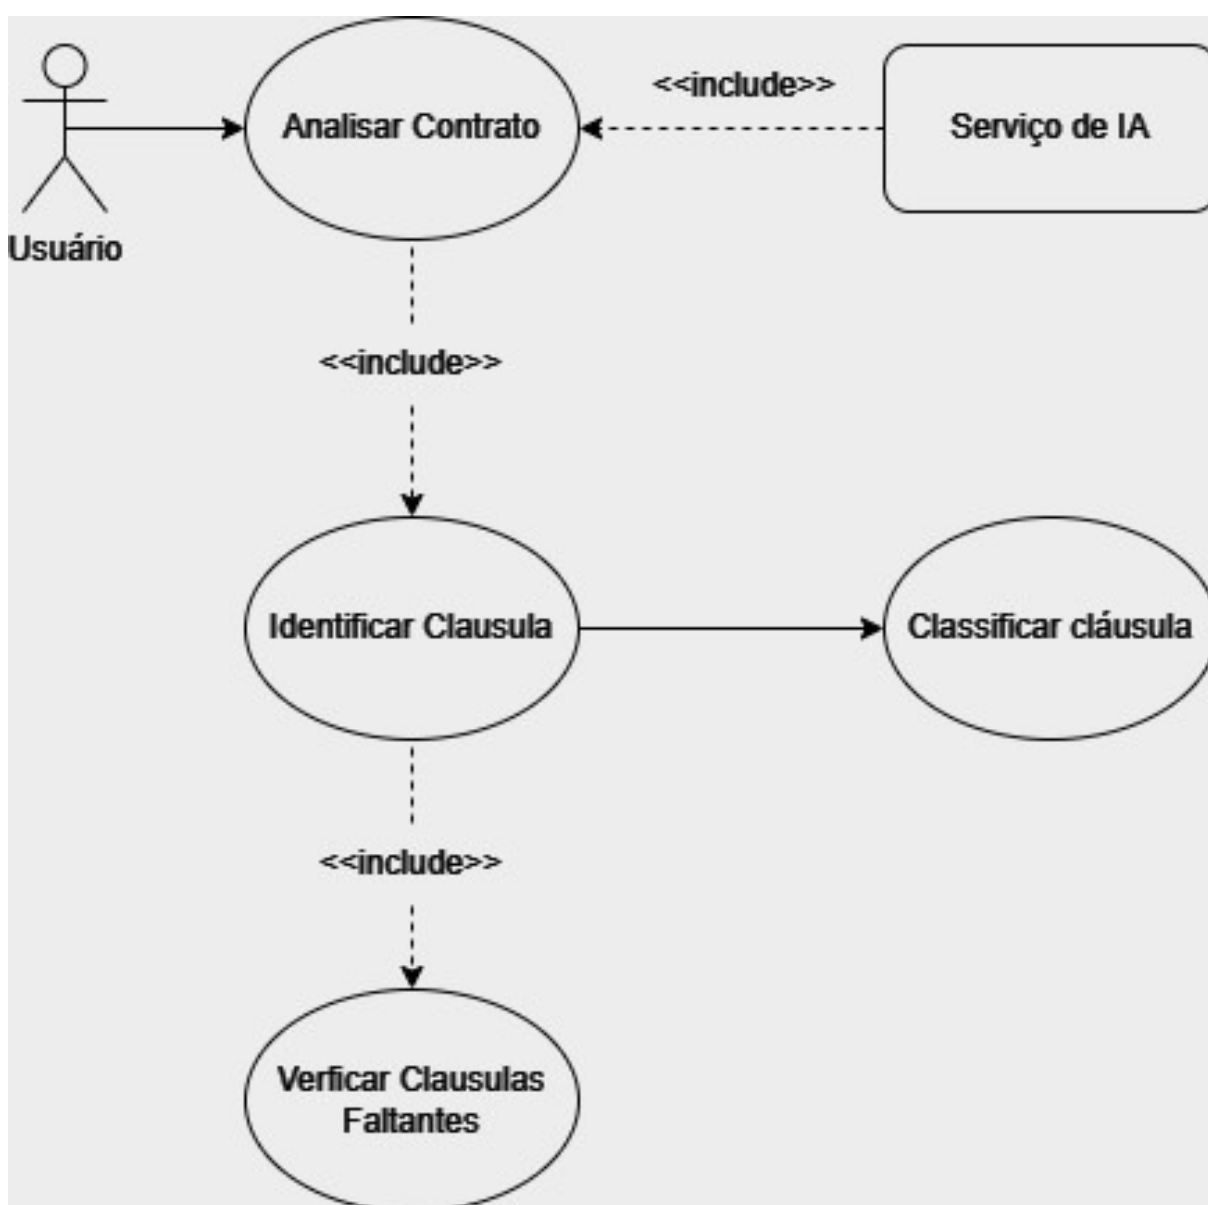 <<include>>
Analisar Contrato
Serviço de IA
Usuário
<<include>>
Identificar Clausula
Classificar cláusula
<<include>>
Verficar Clausulas
Faltantes